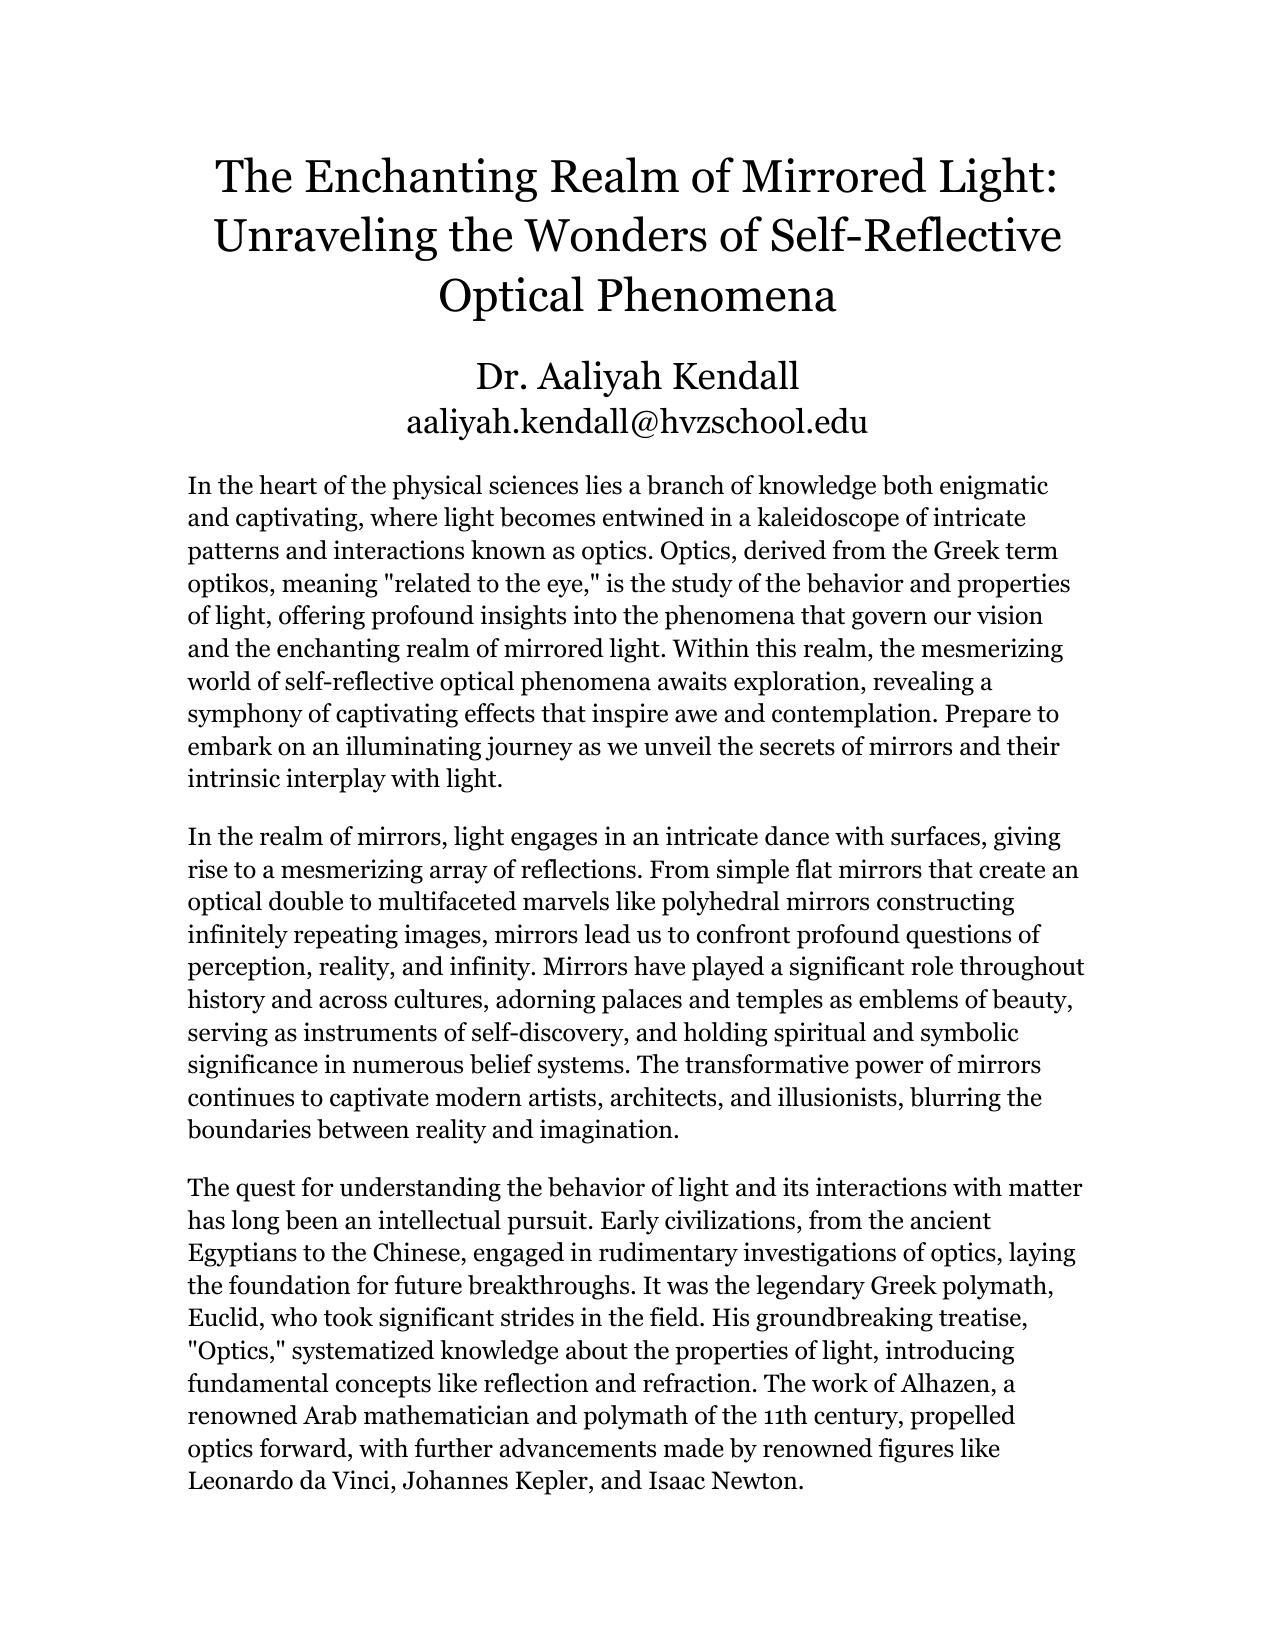 The Enchanting Realm of Mirrored Light:
Unraveling the Wonders of Self-Reflective
Optical Phenomena
Dr. Aaliyah Kendall
aaliyah.kendall@hvzschool.edu
In the heart of the physical sciences lies a branch of knowledge both enigmatic
and captivating, where light becomes entwined in a kaleidoscope of intricate
patterns and interactions known as optics. Optics, derived from the Greek term
optikos, meaning "related to the eye," is the study of the behavior and properties
of light, offering profound insights into the phenomena that govern our vision
and the enchanting realm of mirrored light. Within this realm, the mesmerizing
world of self-reflective optical phenomena awaits exploration, revealing a
symphony of captivating effects that inspire awe and contemplation. Prepare to
embark on an illuminating journey as we unveil the secrets of mirrors and their
intrinsic interplay with light.
In the realm of mirrors, light engages in an intricate dance with surfaces, giving
rise to a mesmerizing array of reflections. From simple flat mirrors that create an
optical double to multifaceted marvels like polyhedral mirrors constructing
infinitely repeating images, mirrors lead us to confront profound questions of
perception, reality, and infinity. Mirrors have played a significant role throughout
history and across cultures, adorning palaces and temples as emblems of beauty,
serving as instruments of self-discovery, and holding spiritual and symbolic
significance in numerous belief systems. The transformative power of mirrors
continues to captivate modern artists, architects, and illusionists, blurring the
boundaries between reality and imagination.
The quest for understanding the behavior of light and its interactions with matter
has long been an intellectual pursuit. Early civilizations, from the ancient
Egyptians to the Chinese, engaged in rudimentary investigations of optics, laying
the foundation for future breakthroughs. It was the legendary Greek polymath,
Euclid, who took significant strides in the field. His groundbreaking treatise,
"Optics," systematized knowledge about the properties of light, introducing
fundamental concepts like reflection and refraction. The work of Alhazen, a
renowned Arab mathematician and polymath of the 11th century, propelled
optics forward, with further advancements made by renowned figures like
Leonardo da Vinci, Johannes Kepler, and Isaac Newton.